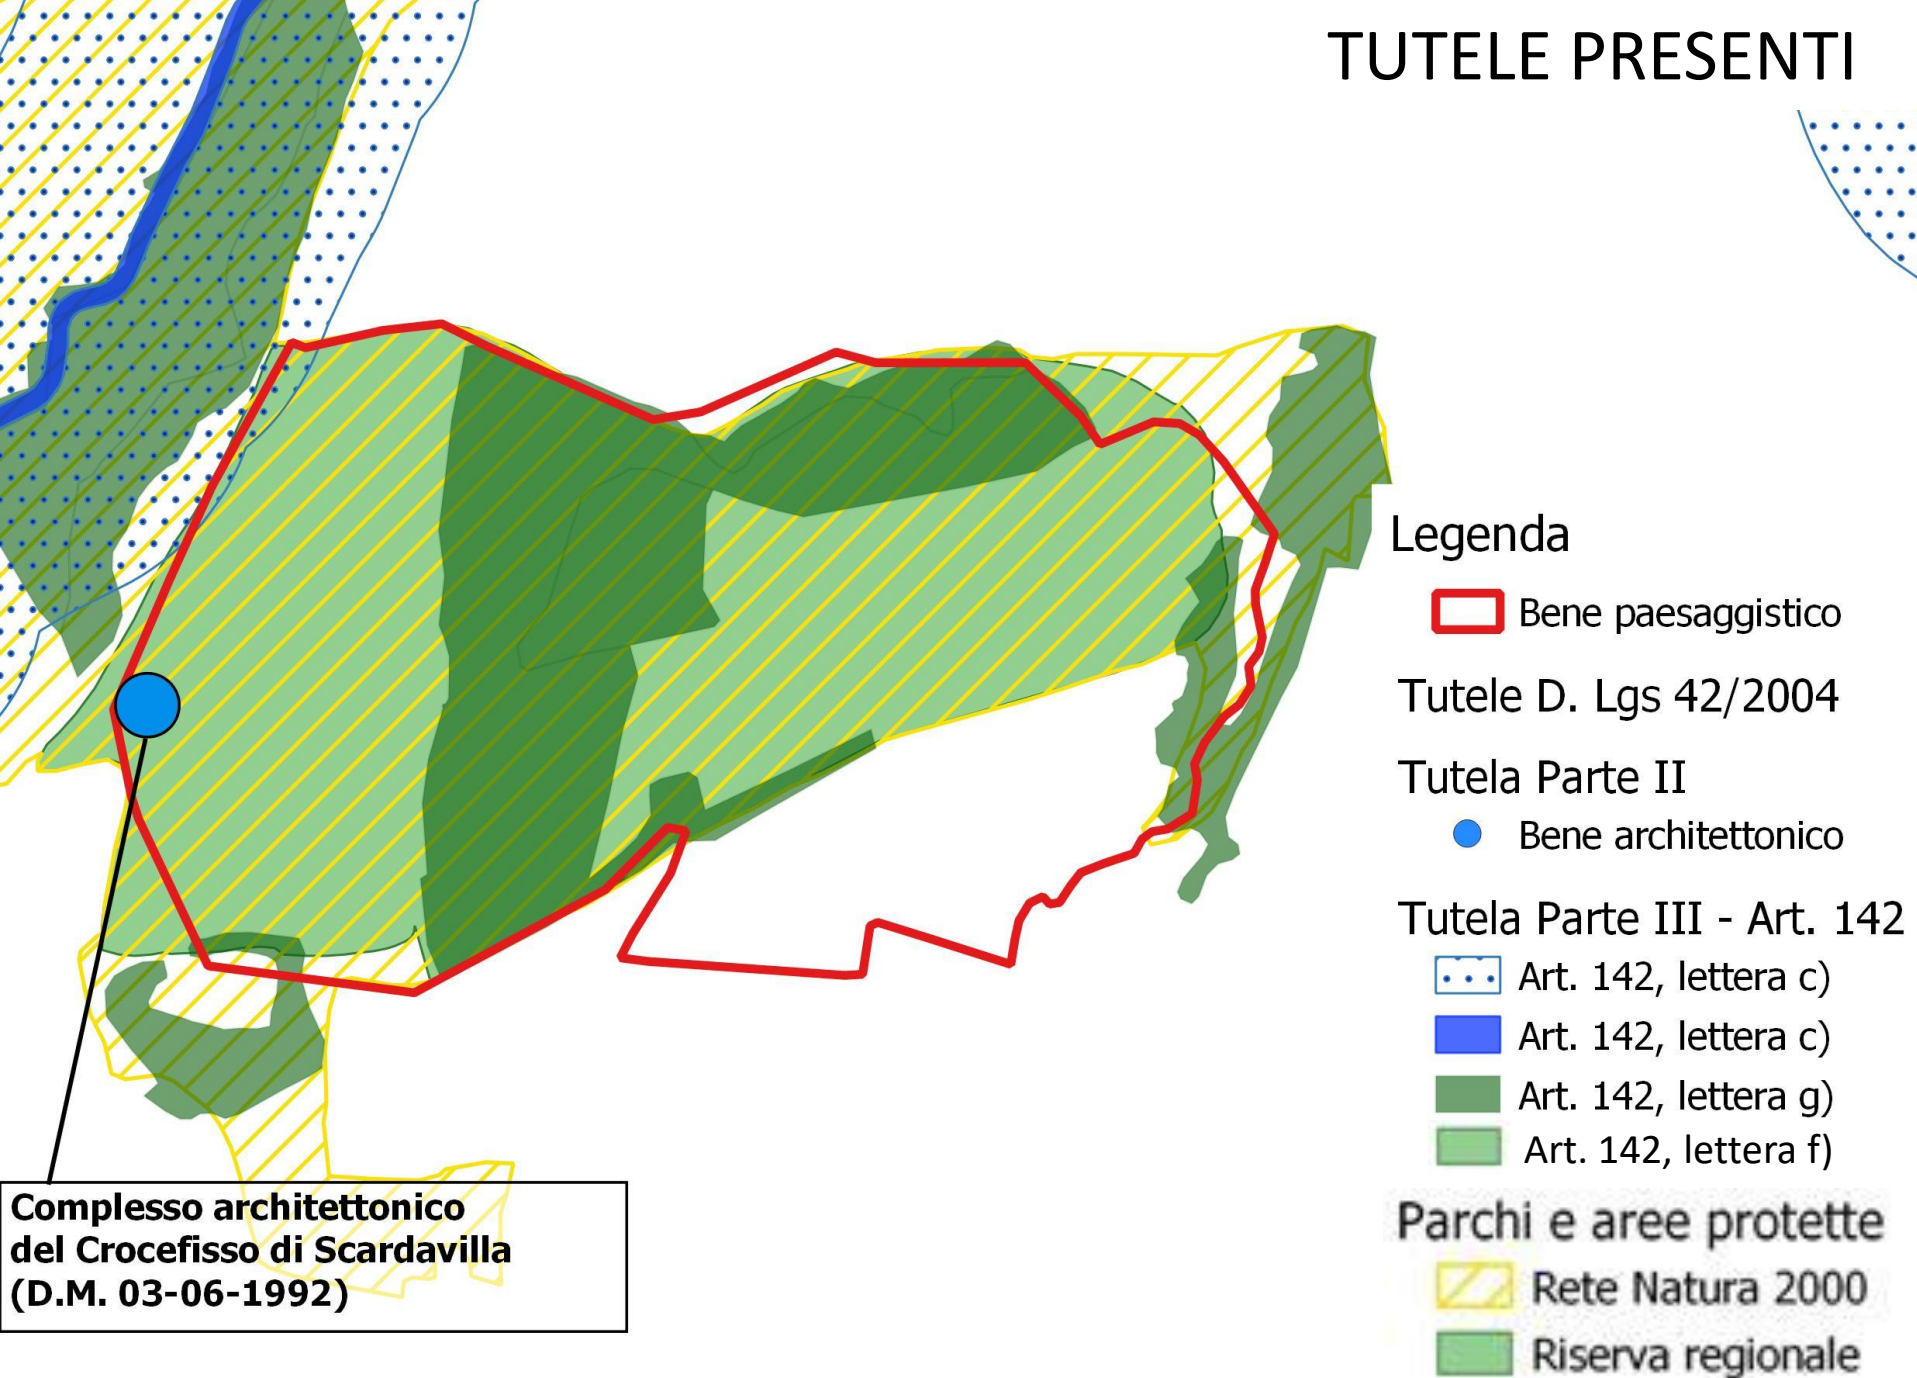 TUTELE PRESENTI
Legenda
Bene paesaggistico
Tutele D. Lgs 42/2004
Tutela Parte II
Bene architettonico
Tutela Parte III - Art. 142
Art. 142, lettera c)
Art. 142, lettera c)
Art. 142, lettera g)
Art. 142, lettera f)
Parchi e aree protette
Rete Natura 2000
Riserva regionale
Complesso architettonico
del Crocefisso di Scardavilla
(D.M. 03-06-1992)